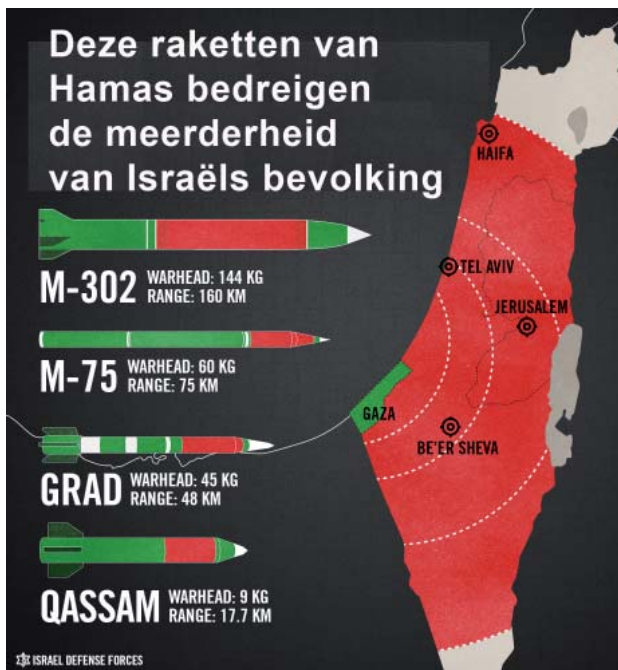 Deze raketten van
Hamas bedreigen
de meerderheid
van Israëls bevolking
M-302
WARHEAD: 144 KG
RANGE: 160 KM
M-75
WARHEAD: 60 KG
RANGE: 75 KM
GRAD
WARHEAD: 45 KG
RANGE: 48 KM
QASSAM
WARHEAD: 9 KG
RANGE: 17.7 KM
HAIFA
TEL AVIV
JERUSALEM
GAZA
BE'ER SHEVA
ISRAEL DEFENSE FORCES